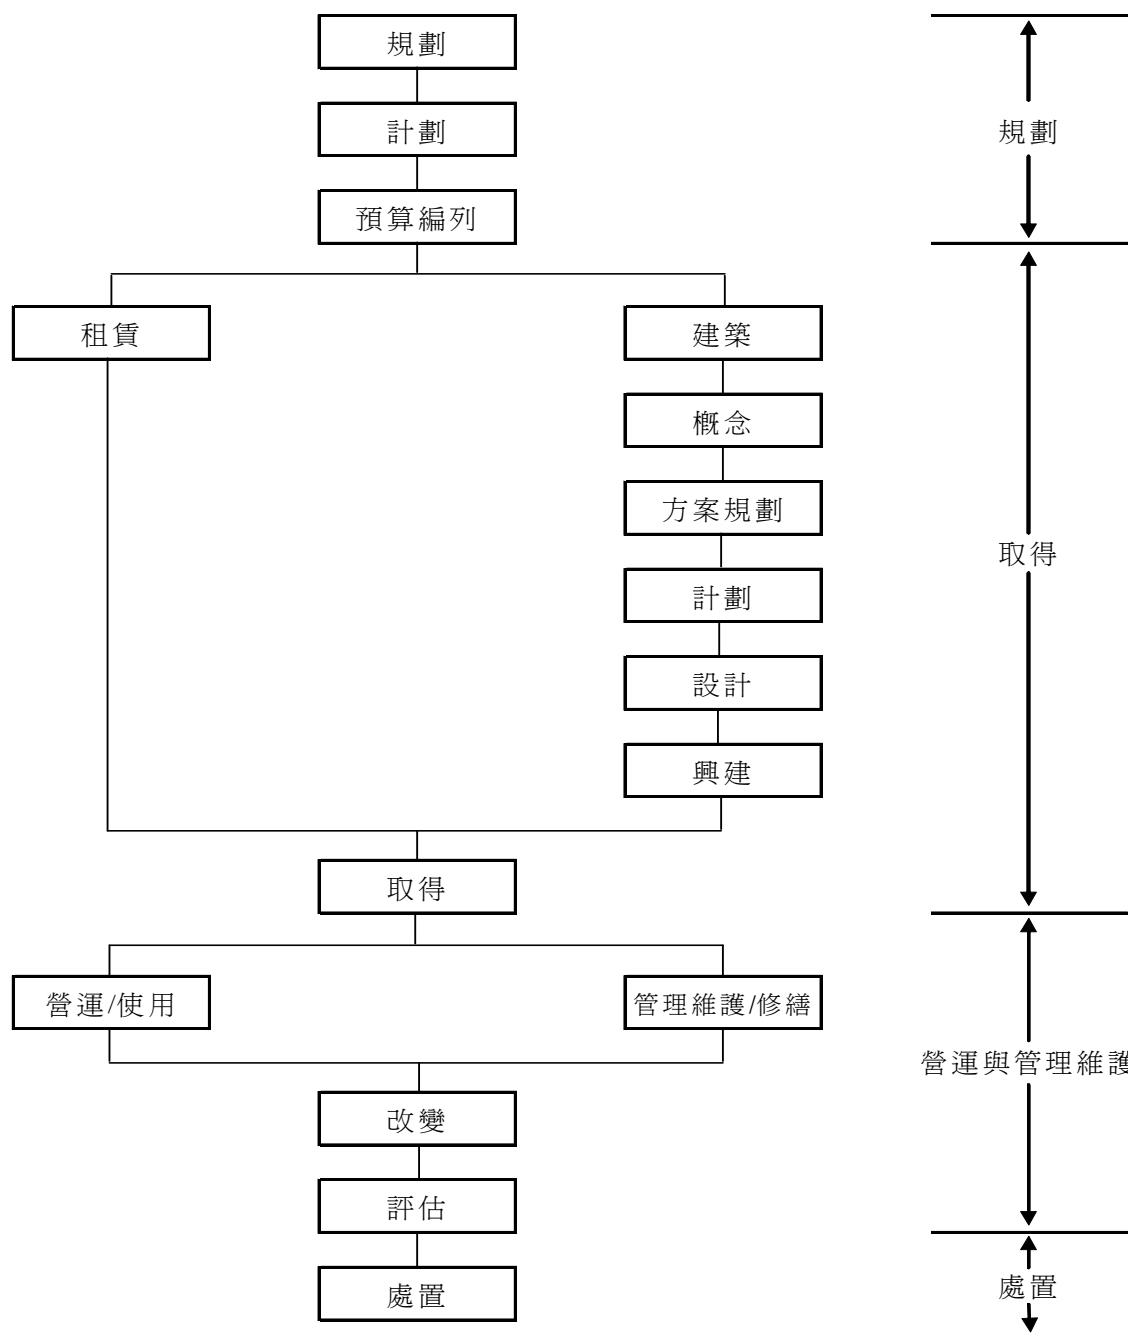 規劃
計劃
規劃
預算編列
租賃
建築
概念
方案規劃
取得
計劃
設計
興建
取得
營運/使用
管理維護/修繕
營運與管理維護
改變
評估
處置
處置